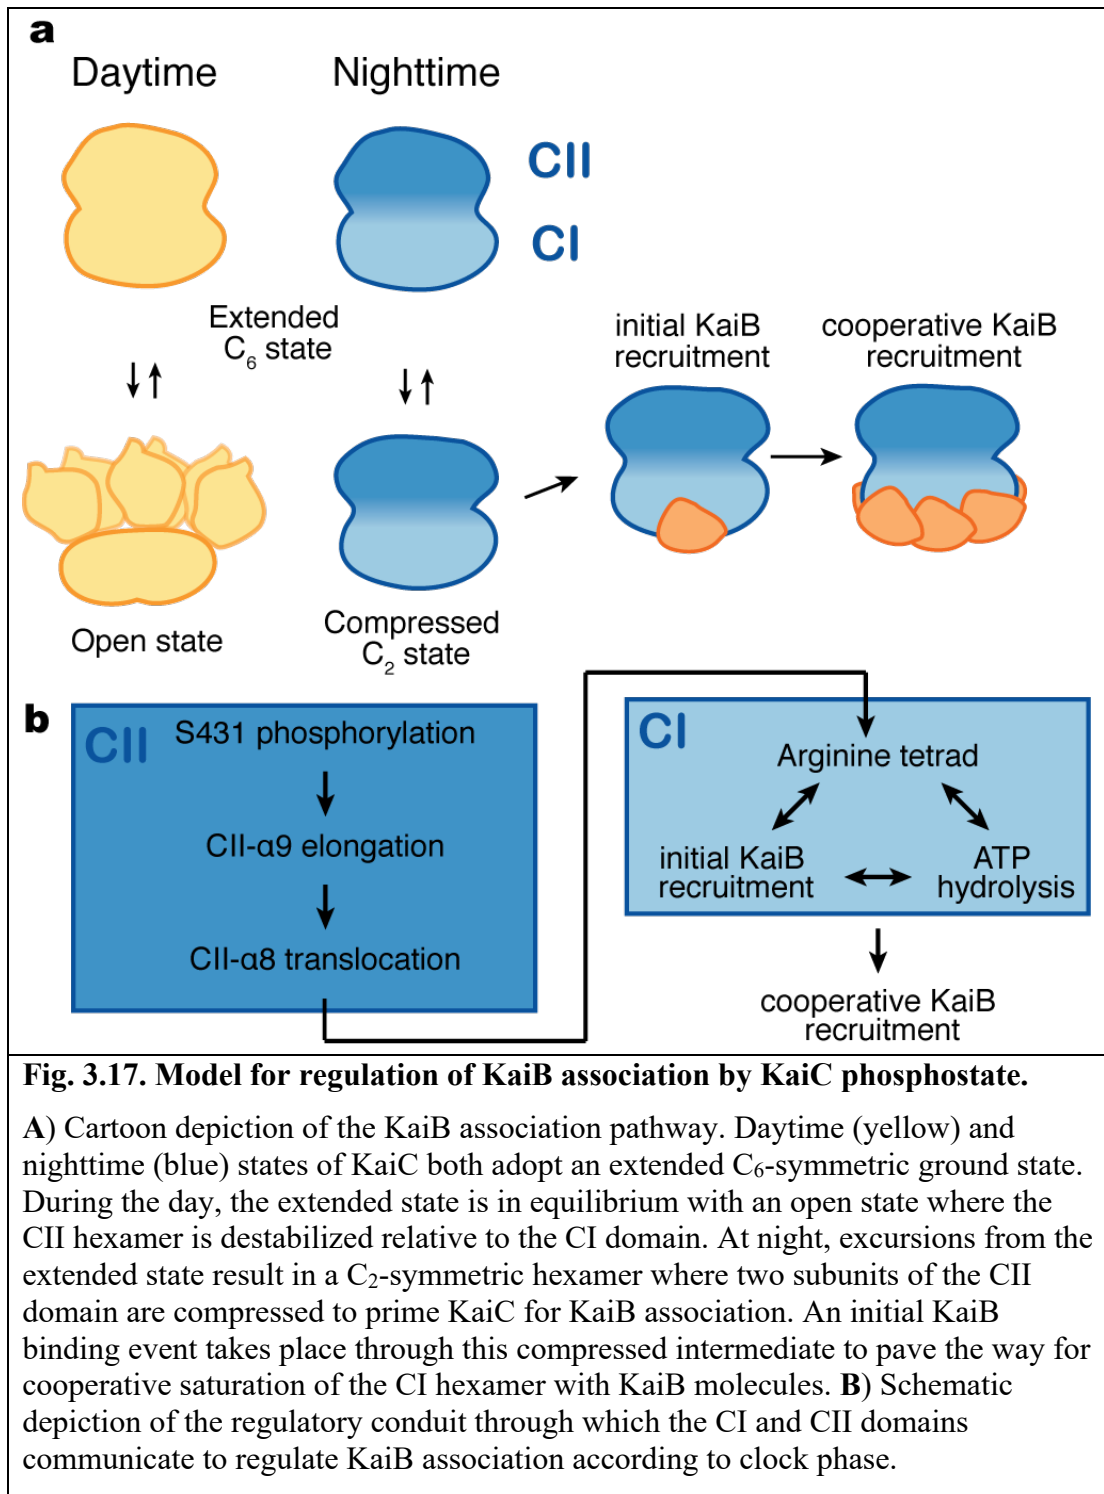 a
Daytime
Nighttime
CII
CI
Extended
C6 state
initial KaiB
recruitment
cooperative KaiB
recruitment
Open state
Compressed
C2 state
b
CII
S431 phosphorylation
CII-α9 elongation
CII-α8 translocation
CI
Arginine tetrad
initial KaiB
recruitment
ATP
hydrolysis
cooperative KaiB
recruitment
Fig. 3.17. Model for regulation of KaiB association by KaiC phosphostate.
A) Cartoon depiction of the KaiB association pathway. Daytime (yellow) and
nighttime (blue) states of KaiC both adopt an extended C6-symmetric ground state.
During the day, the extended state is in equilibrium with an open state where the
CII hexamer is destabilized relative to the CI domain. At night, excursions from the
extended state result in a C2-symmetric hexamer where two subunits of the CII
domain are compressed to prime KaiC for KaiB association. An initial KaiB
binding event takes place through this compressed intermediate to pave the way for
cooperative saturation of the CI hexamer with KaiB molecules. B) Schematic
depiction of the regulatory conduit through which the CI and CII domains
communicate to regulate KaiB association according to clock phase.